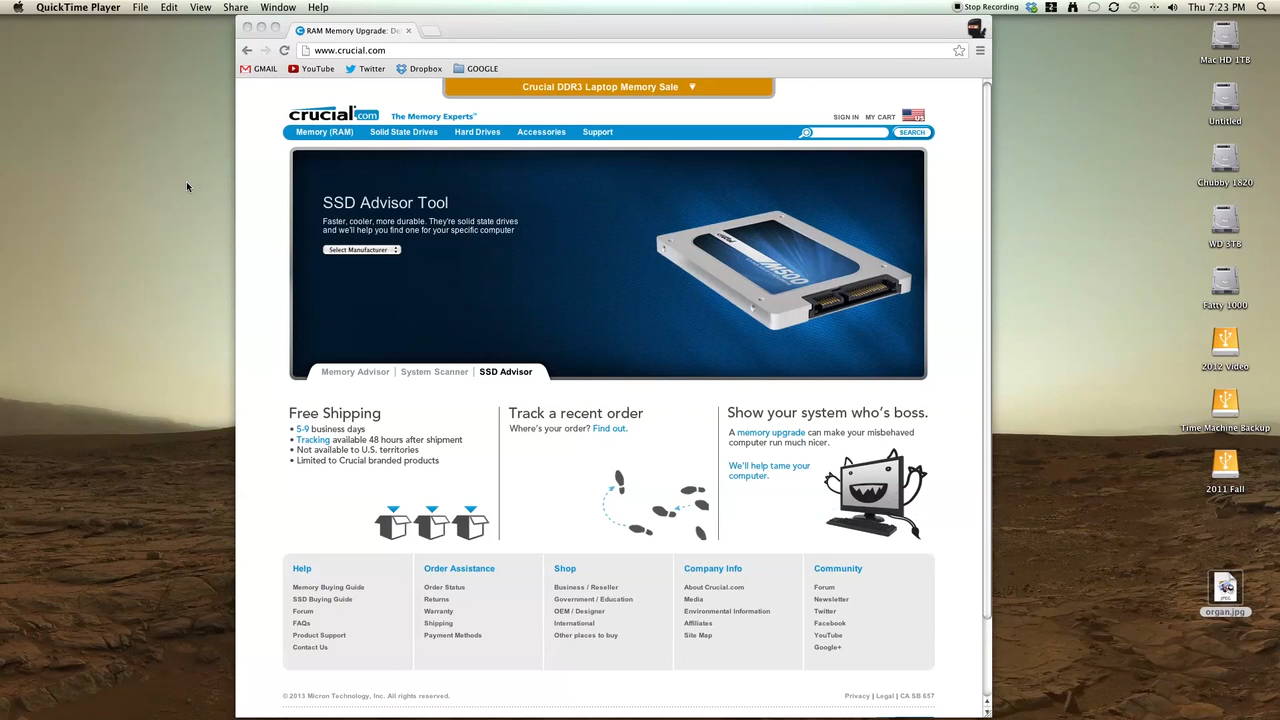 QuickTime Player File Edit View Share Window Help
Stop Recording Thu 7:23 PM
RAM Memory Upgrade: De
www.crucial.com
GMAIL YouTube Twitter Dropbox GOOGLE
Crucial DDR3 Laptop Memory Sale ▼
crucial.com The Memory Experts™
SIGN IN MY CART US
Memory (RAM) Solid State Drives Hard Drives Accessories Support SEARCH
SSD Advisor Tool
Faster, cooler, more durable. They're solid state drives
and we'll help you find one for your specific computer
Select Manufacturer
crucial
M500
Memory Advisor | System Scanner | SSD Advisor
Free Shipping
• 5-9 business days
• Tracking available 48 hours after shipment
• Not available to U.S. territories
• Limited to Crucial branded products
Track a recent order
Where's your order? Find out.
Show your system who's boss.
A memory upgrade can make your misbehaved
computer run much nicer.
We'll help tame your
computer.
Help
Memory Buying Guide
SSD Buying Guide
Forum
FAQs
Product Support
Contact Us
Order Assistance
Order Status
Returns
Warranty
Shipping
Payment Methods
Shop
Business / Reseller
Government / Education
OEM / Designer
International
Other places to buy
Company Info
About Crucial.com
Media
Environmental Information
Affiliates
Site Map
Community
Forum
Newsletter
Twitter
Facebook
YouTube
Google+
© 2013 Micron Technology, Inc. All rights reserved.
Privacy | Legal | CA SB 657
Mac HD 1TB
Untitled
Chubby 1820
WD 3TB
Fatty 1000
2012 Video
Time Machine Backup
2011 Fall
JPEG
organ.jpg